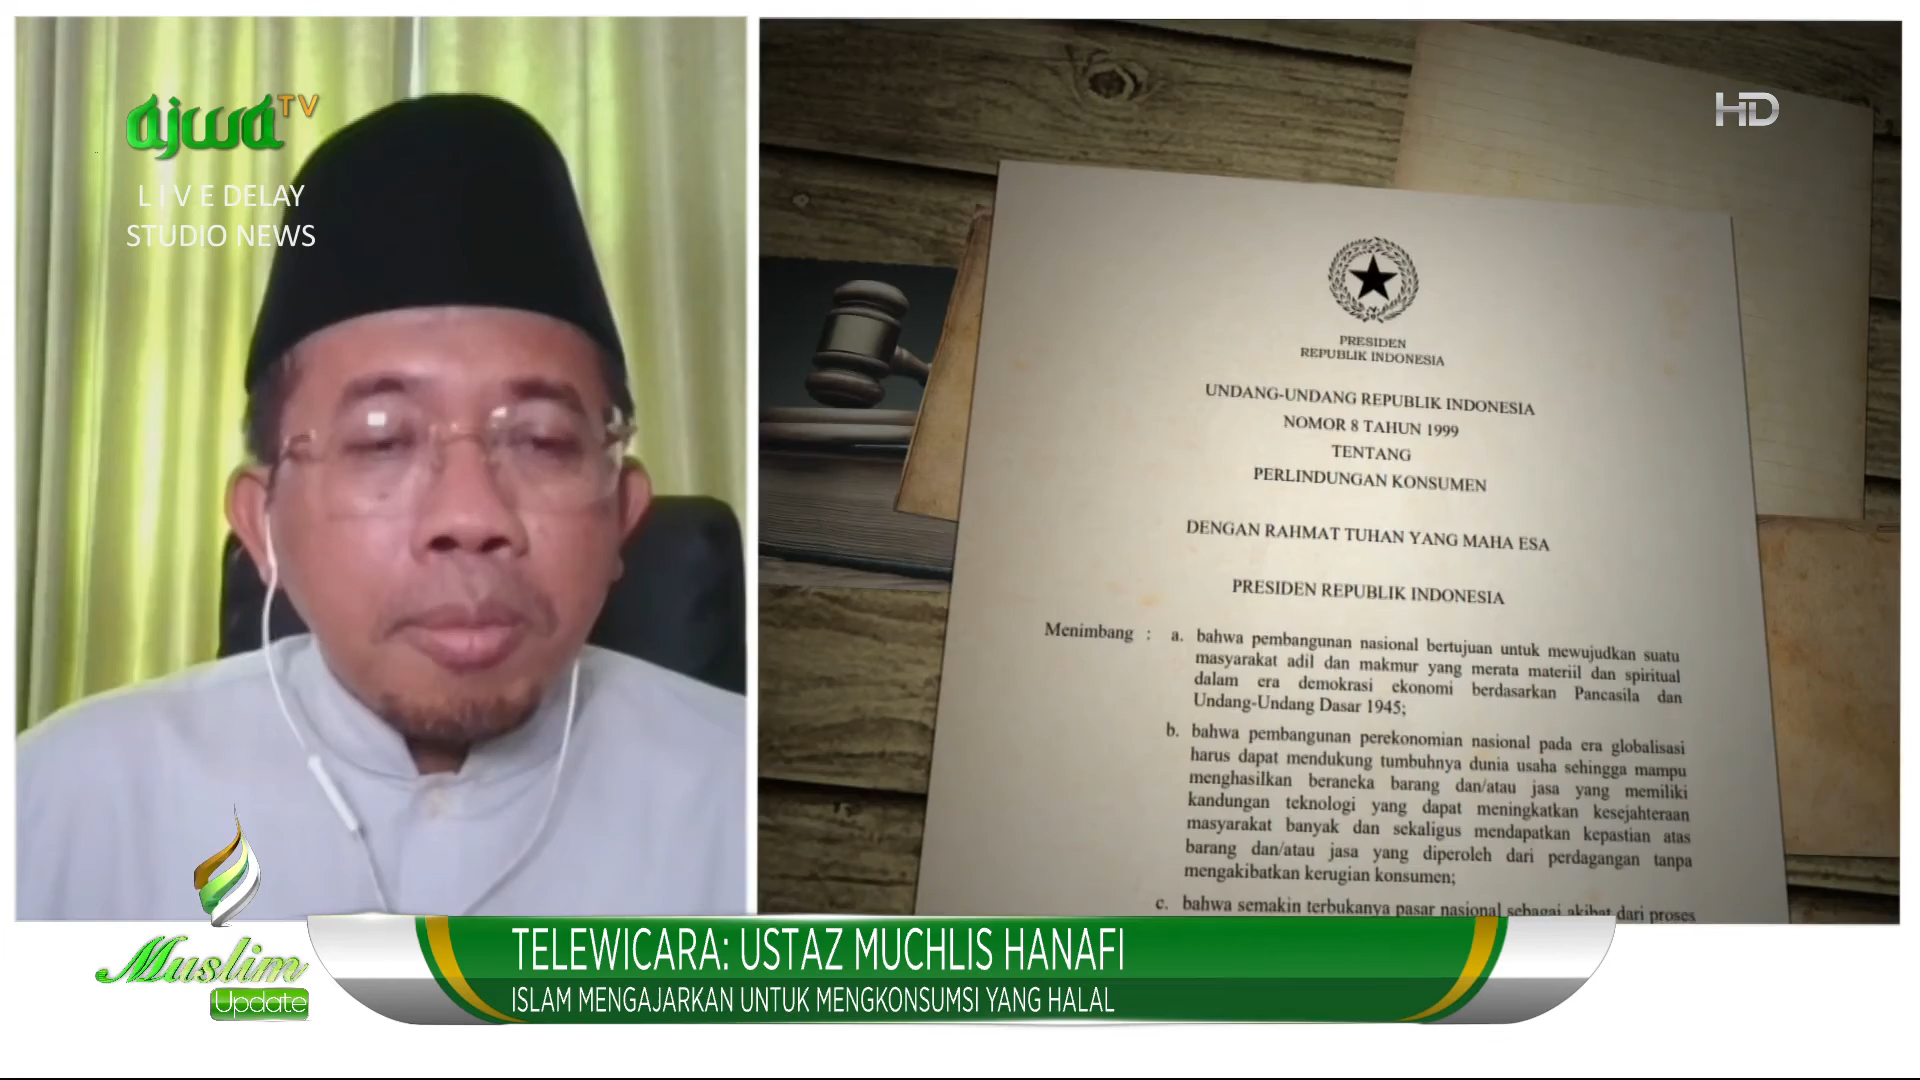 ajwa TV
LIVE DELAY
STUDIO NEWS
HD
PRESIDEN
REPUBLIK INDONESIA
UNDANG-UNDANG REPUBLIK INDONESIA
NOMOR 8 TAHUN 1999
TENTANG
PERLINDUNGAN KONSUMEN
DENGAN RAHMAT TUHAN YANG MAHA ESA
PRESIDEN REPUBLIK INDONESIA
Menimbang : a. bahwa pembangunan nasional bertujuan untuk mewujudkan suatu
masyarakat adil dan makmur yang merata materiil dan spiritual
dalam era demokrasi ekonomi berdasarkan Pancasila dan
Undang-Undang Dasar 1945;
b. bahwa pembangunan perekonomian nasional pada era globalisasi
harus dapat mendukung tumbuhnya dunia usaha sehingga mampu
menghasilkan beraneka barang dan/atau jasa yang memiliki
kandungan teknologi yang dapat meningkatkan kesejahteraan
masyarakat banyak dan sekaligus mendapatkan kepastian atas
barang dan/atau jasa yang diperoleh dari perdagangan tanpa
mengakibatkan kerugian konsumen;
c. bahwa semakin terbukanya pasar nasional sebagai akibat dari proses
TELEWICARA: USTAZ MUCHLIS HANAFI
ISLAM MENGAJARKAN UNTUK MENGKONSUMSI YANG HALAL
Muslim
Update